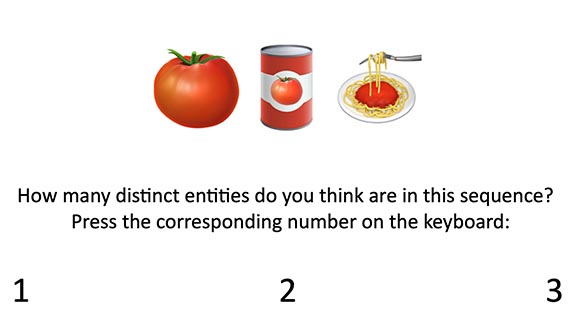 How many distinct entities do you think are in this sequence?
Press the corresponding number on the keyboard:
1 2 3